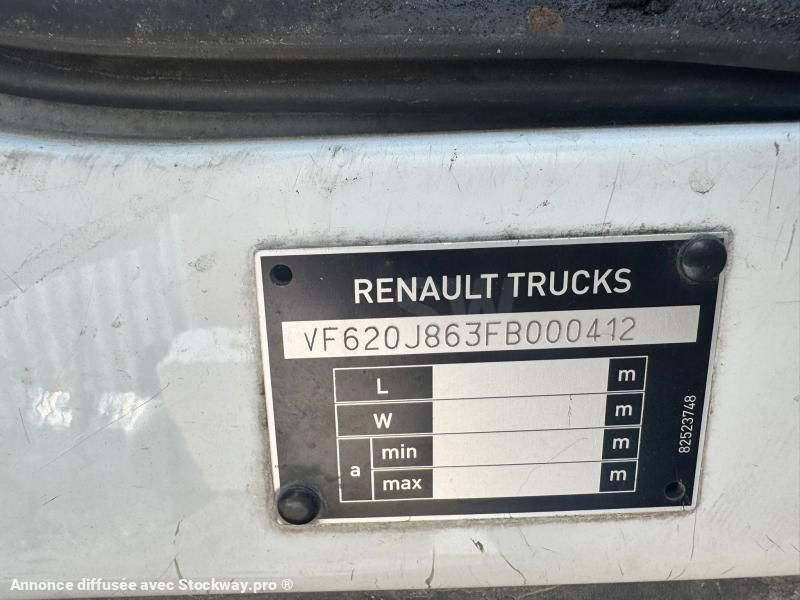 RENAULT TRUCKS
VF620J863FB000412
L m
W m
a min m
max m
82523748
Annonce diffusée avec Stockway.pro ®